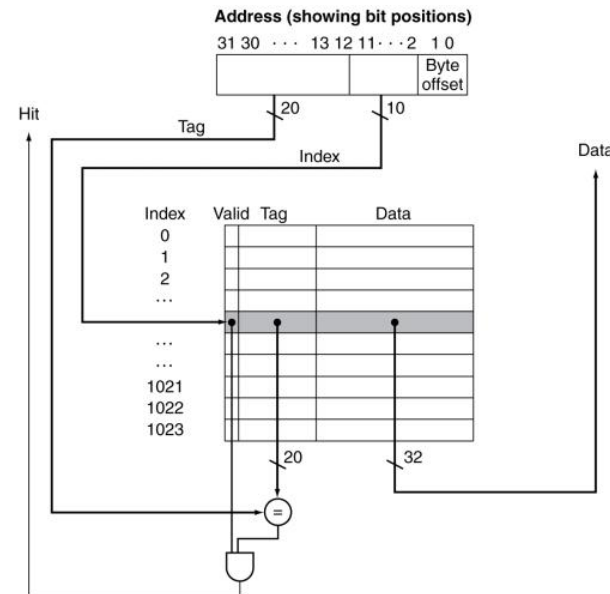 Address (showing bit positions)
31 30 · · · 13 12 11 · · · 2 1 0
Byte
offset
20
10
Hit
Tag
Index
Data
Index Valid Tag Data
0
1
2
...
...
...
1021
1022
1023
20
32
=